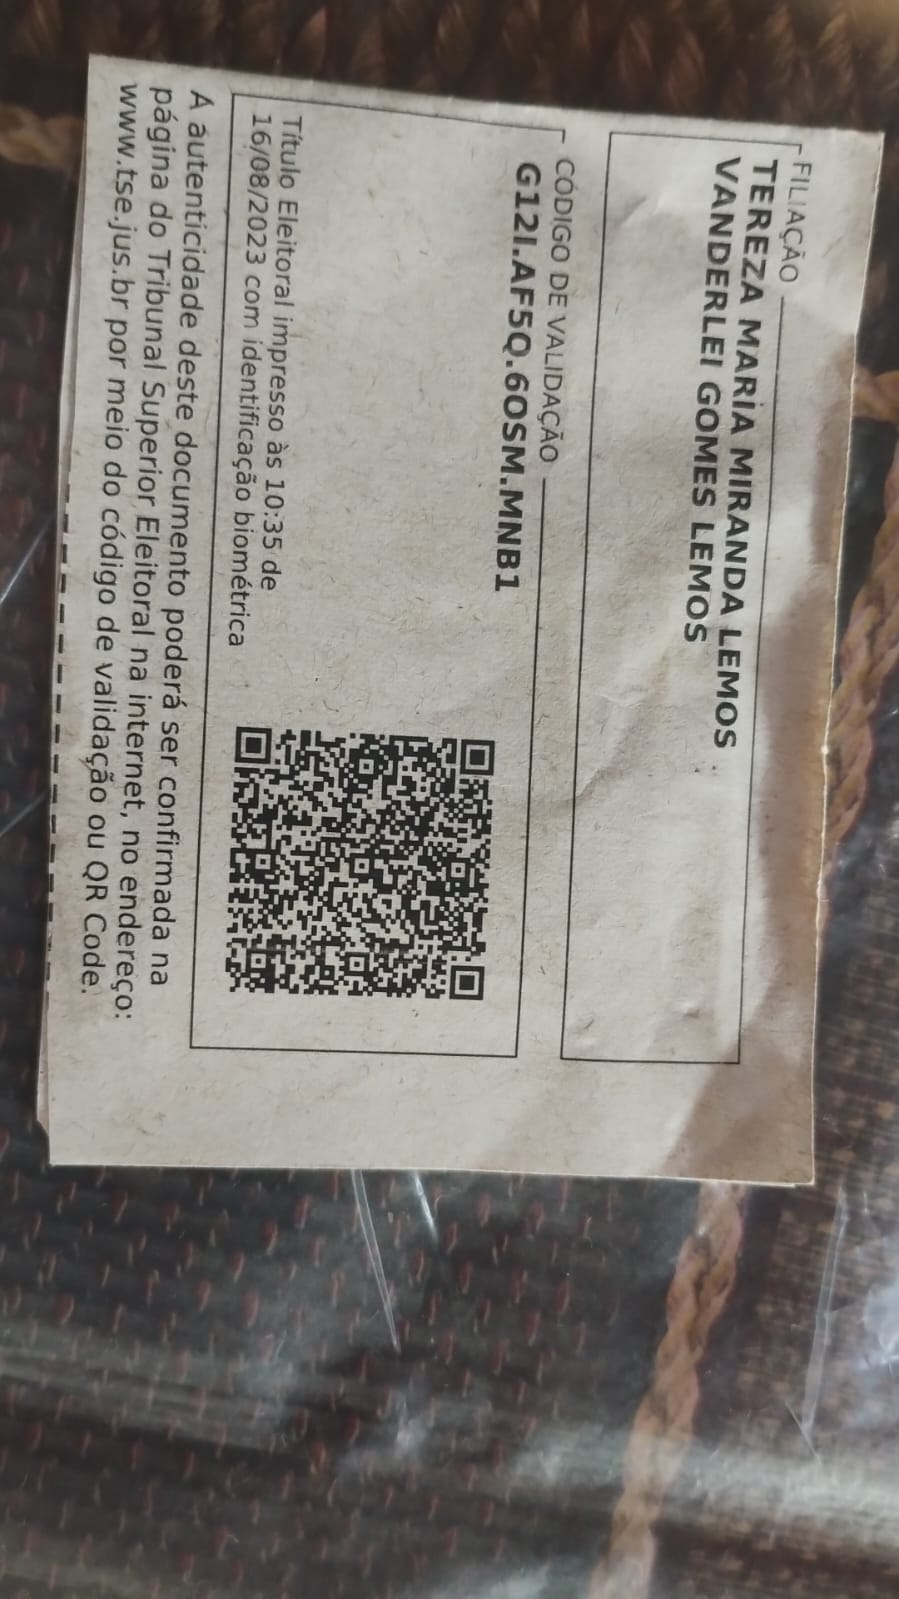 FILIAÇÃO
TEREZA MARIA MIRANDA LEMOS
VANDERLEI GOMES LEMOS
CÓDIGO DE VALIDAÇÃO
G12I.AF5Q.6OSM.MNB1
Título Eleitoral impresso às 10:35 de
16/08/2023 com identificação biométrica
A autenticidade deste documento poderá ser confirmada na
página do Tribunal Superior Eleitoral na internet, no endereço:
www.tse.jus.br por meio do código de validação ou QR Code.